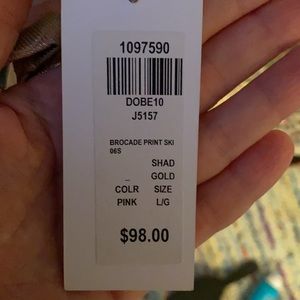 1097590
DOBE10
J5157
BROCADE PRINT SKI
06S
SHAD
_ GOLD
COLR SIZE
PINK L/G
$98.00